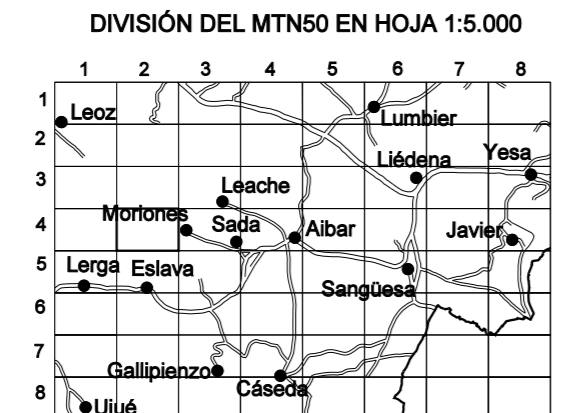 DIVISIÓN DEL MTN50 EN HOJA 1:5.000
1 2 3 4 5 6 7 8
1
Leoz
Lumbier
2
Liédena
Yesa
3
Leache
Moriones
4
Sada
Aibar
Javier
Lerga
Eslava
5
Sangüesa
6
7
Gallipienzo
Cáseda
8
Ujué